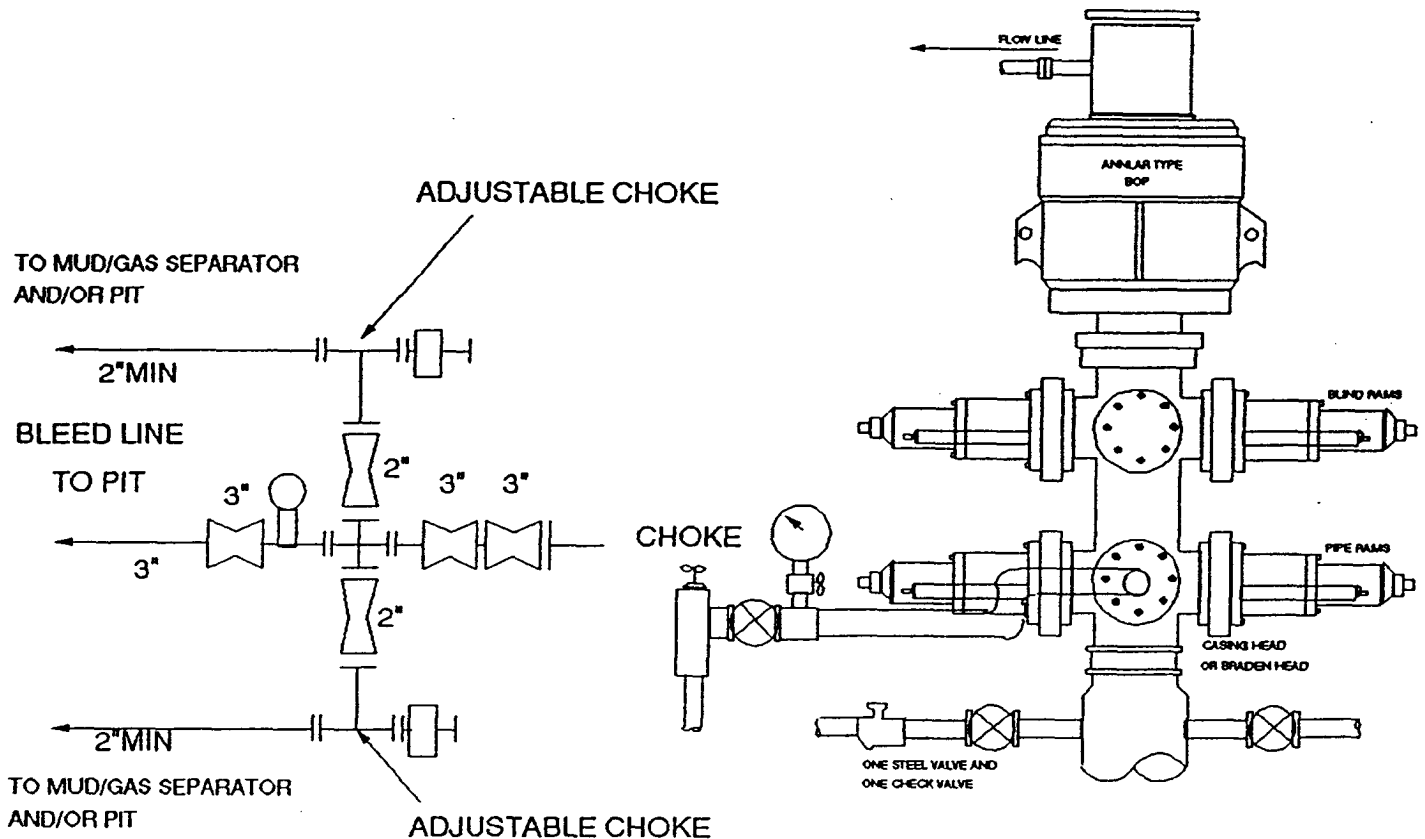 FLOW LINE
ANNLAR TYPE
BOP
ADJUSTABLE CHOKE
TO MUD/GAS SEPARATOR
AND/OR PIT
2"MIN
BLIND RAMS
BLEED LINE
TO PIT
2"
3"
3"
3"
3"
CHOKE
PIPE RAMS
2"
CASING HEAD
OR BRADEN HEAD
2"MIN
ONE STEEL VALVE AND
ONE CHECK VALVE
TO MUD/GAS SEPARATOR
AND/OR PIT
ADJUSTABLE CHOKE